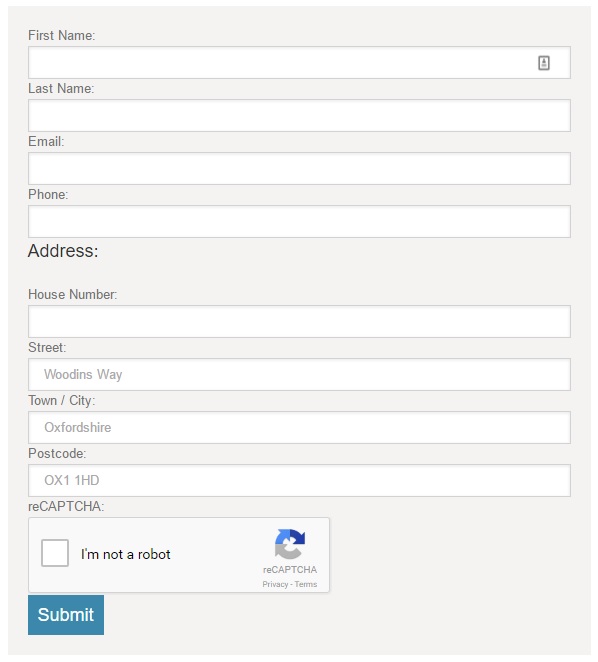 First Name:
Last Name:
Email:
Phone:
Address:
House Number:
Street:
Woodins Way
Town / City:
Oxfordshire
Postcode:
OX1 1HD
reCAPTCHA:
I'm not a robot
reCAPTCHA
Privacy - Terms
Submit